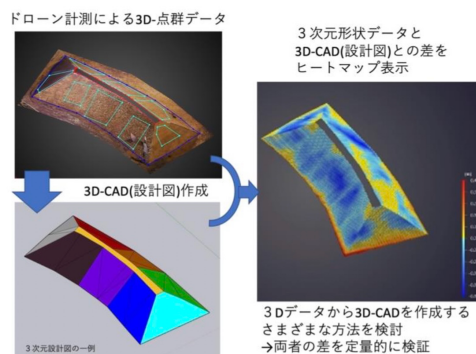 ドローン計測による3D-点群データ
3D-CAD(設計図)作成
3次元設計図の一例
３次元形状データと
3D-CAD(設計図)との差を
ヒートマップ表示
３Dデータから3D-CADを作成する
さまざまな方法を検討
→両者の差を定量的に検証